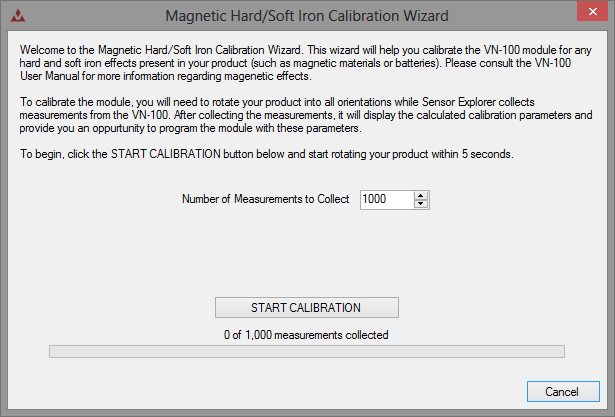 Magnetic Hard/Soft Iron Calibration Wizard
Welcome to the Magnetic Hard/Soft Iron Calibration Wizard. This wizard will help you calibrate the VN-100 module for any
hard and soft iron effects present in your product (such as magnetic materials or batteries). Please consult the VN-100
User Manual for more information regarding magenetic effects.
To calibrate the module, you will need to rotate your product into all orientations while Sensor Explorer collects
measurements from the VN-100. After collecting the measurements, it will display the calculated calibration parameters and
provide you an oppurtunity to program the module with these parameters.
To begin, click the START CALIBRATION button below and start rotating your product within 5 seconds.
Number of Measurements to Collect 1000
START CALIBRATION
0 of 1,000 measurements collected
Cancel